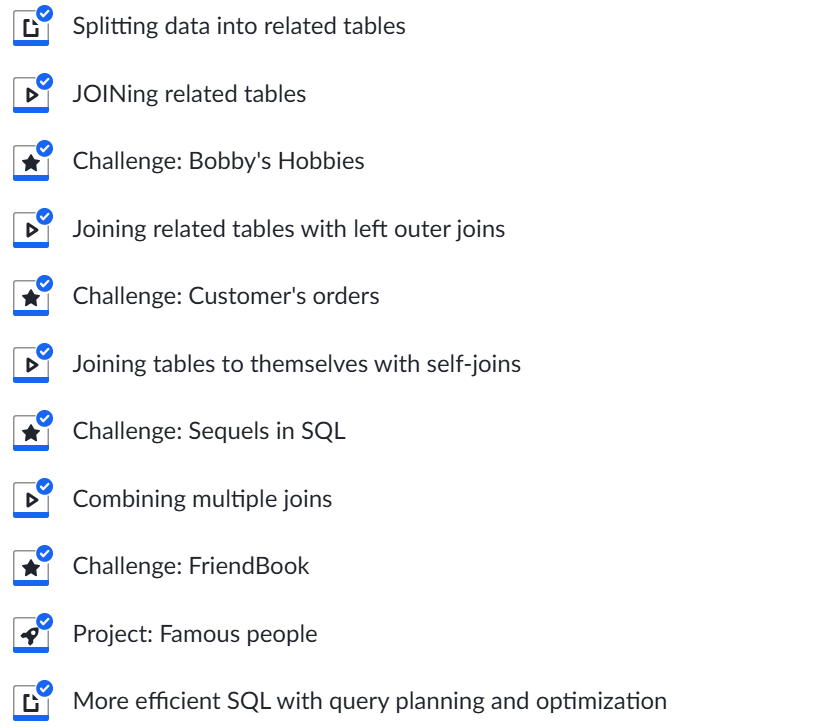 Splitting data into related tables
JOINing related tables
Challenge: Bobby's Hobbies
Joining related tables with left outer joins
Challenge: Customer's orders
Joining tables to themselves with self-joins
Challenge: Sequels in SQL
Combining multiple joins
Challenge: FriendBook
Project: Famous people
More efficient SQL with query planning and optimization